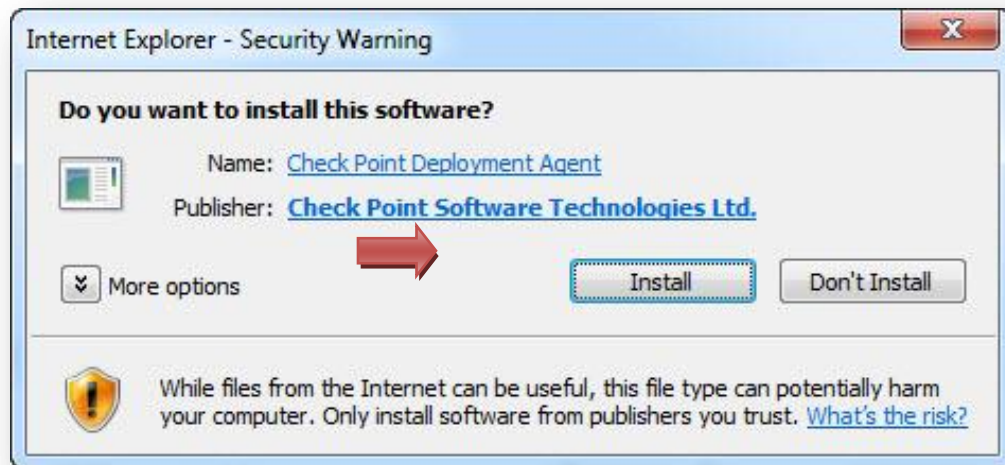 Internet Explorer - Security Warning
Do you want to install this software?
Name: Check Point Deployment Agent
Publisher: Check Point Software Technologies Ltd.
More options Install Don't Install
While files from the Internet can be useful, this file type can potentially harm
your computer. Only install software from publishers you trust. What's the risk?